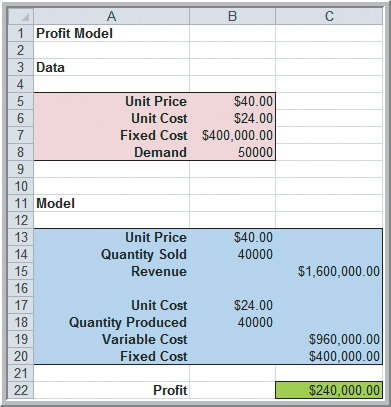 A B C
1 Profit Model
2
3 Data
4
5 Unit Price $40.00
6 Unit Cost $24.00
7 Fixed Cost $400,000.00
8 Demand 50000
9
10
11 Model
12
13 Unit Price $40.00
14 Quantity Sold 40000
15 Revenue $1,600,000.00
16
17 Unit Cost $24.00
18 Quantity Produced 40000
19 Variable Cost $960,000.00
20 Fixed Cost $400,000.00
21
22 Profit $240,000.00